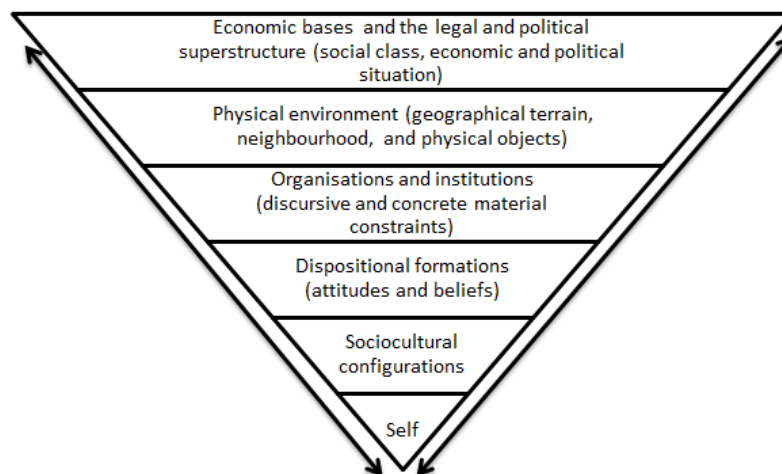 Economic bases and the legal and political
superstructure (social class, economic and political
situation)
Physical environment (geographical terrain,
neighbourhood, and physical objects)
Organisations and institutions
(discursive and concrete material
constraints)
Dispositional formations
(attitudes and beliefs)
Sociocultural
configurations
Self